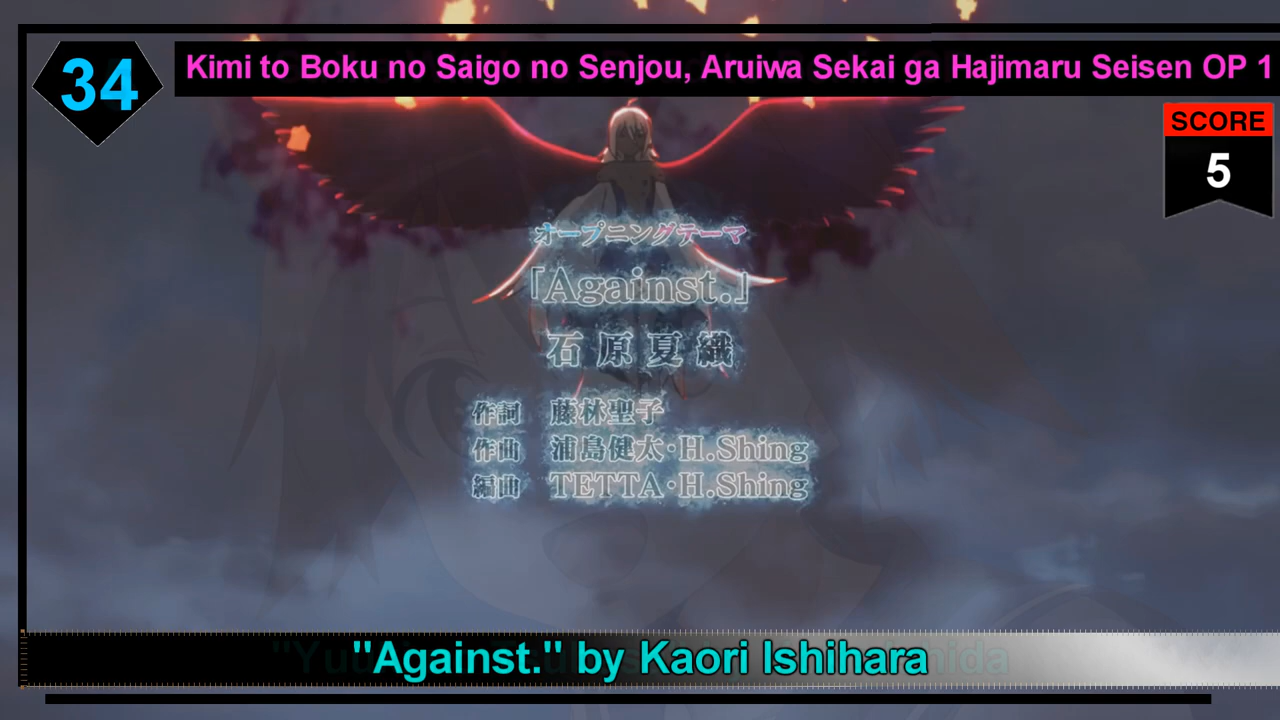 34
Kimi to Boku no Saigo no Senjou, Aruiwa Sekai ga Hajimaru Seisen OP 1
SCORE
5
オープニングテーマ
「Against.」
石原夏織
作詞 藤林聖子
作曲 浦島健太・H.Shing
編曲 TETTA・H.Shing
"Against." by Kaori Ishihara